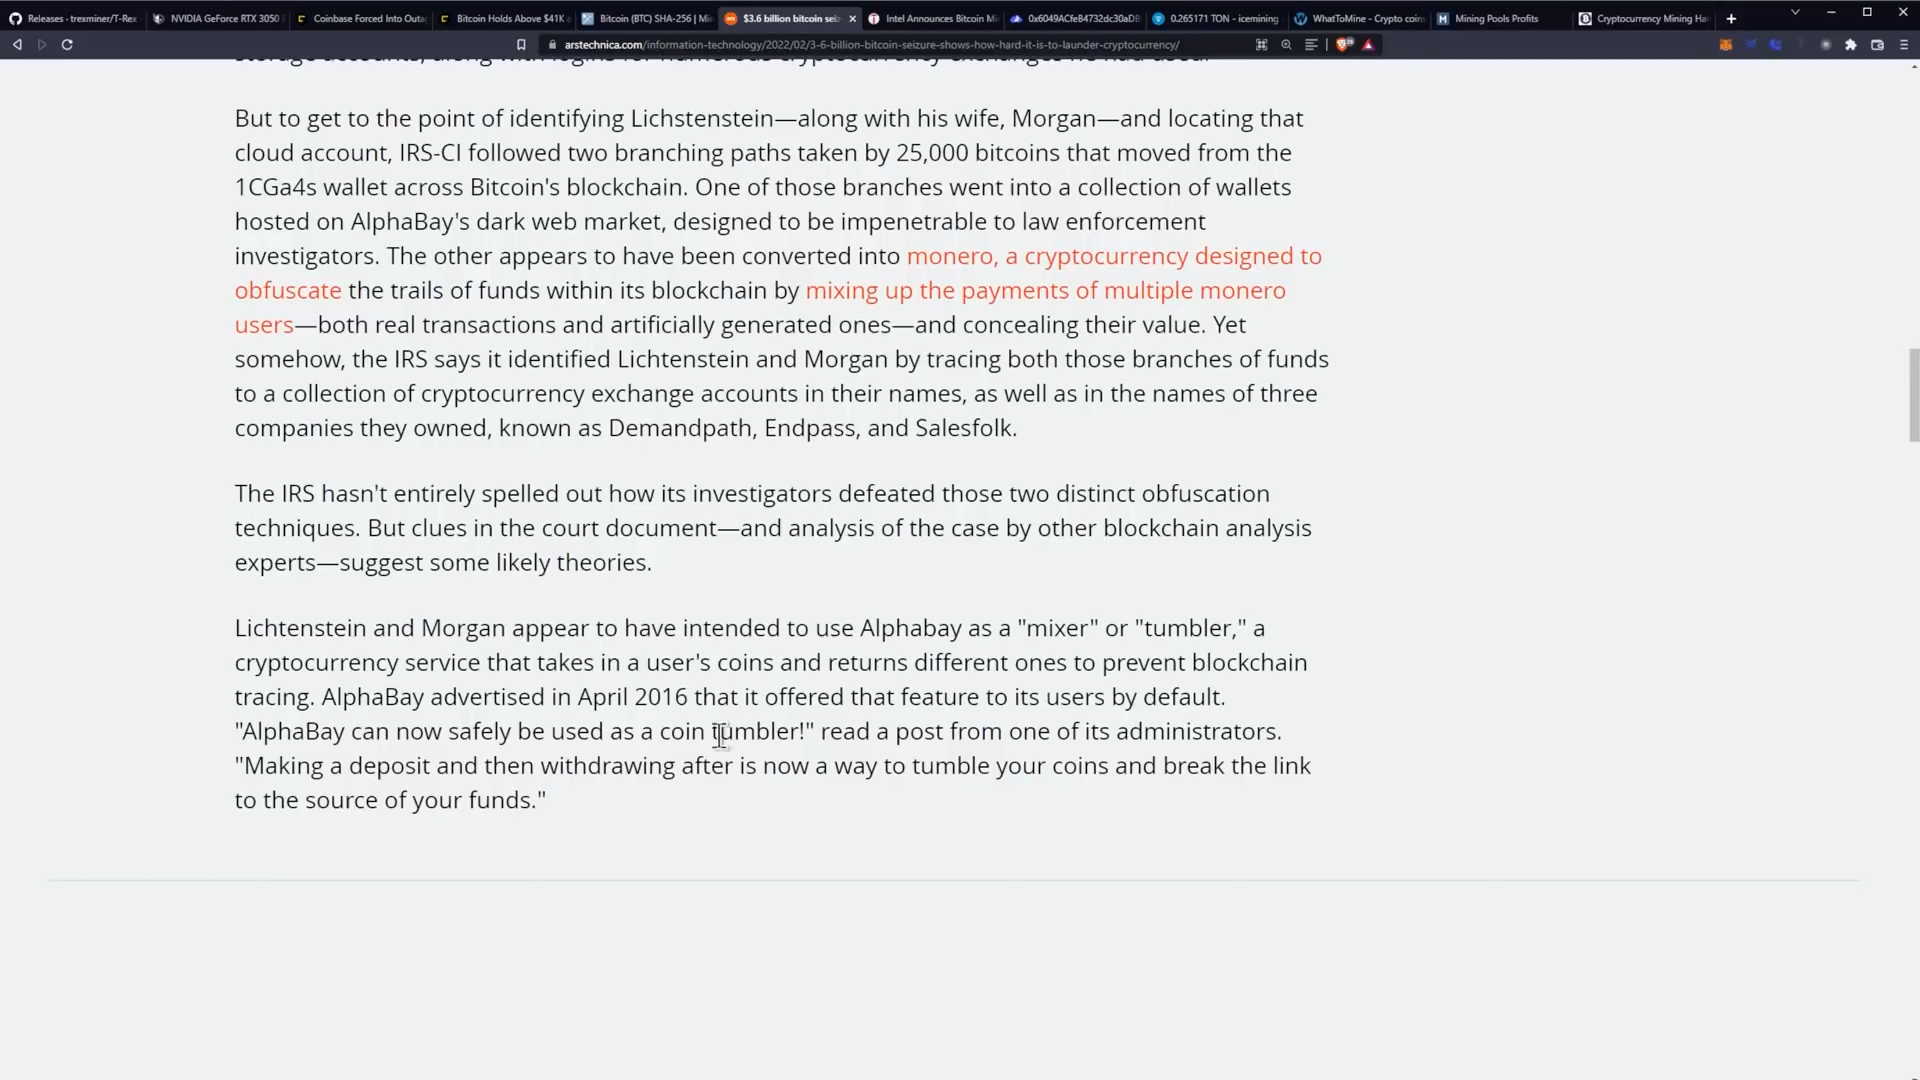 Releases - trexminer/T-Rex
NVIDIA GeForce RTX 3050
Coinbase Forced Into Outa
Bitcoin Holds Above $41K
Bitcoin (BTC) SHA-256 | Mi
$3.6 billion bitcoin sei
Intel Announces Bitcoin Mi
0.265171 TON - icemining
WhatToMine - Crypto coin
Mining Pools Profits
Cryptocurrency Mining Ha
arstechnica.com/information-technology/2022/02/3-6-billion-bitcoin-seizure-shows-how-hard-it-is-to-launder-cryptocurrency/
storage accounts, along with logins for numerous cryptocurrency exchanges he had used.
But to get to the point of identifying Lichstenstein—along with his wife, Morgan—and locating that
cloud account, IRS-CI followed two branching paths taken by 25,000 bitcoins that moved from the
1CGa4s wallet across Bitcoin's blockchain. One of those branches went into a collection of wallets
hosted on AlphaBay's dark web market, designed to be impenetrable to law enforcement
investigators. The other appears to have been converted into monero, a cryptocurrency designed to
obfuscate the trails of funds within its blockchain by mixing up the payments of multiple monero
users—both real transactions and artificially generated ones—and concealing their value. Yet
somehow, the IRS says it identified Lichtenstein and Morgan by tracing both those branches of funds
to a collection of cryptocurrency exchange accounts in their names, as well as in the names of three
companies they owned, known as Demandpath, Endpass, and Salesfolk.
The IRS hasn't entirely spelled out how its investigators defeated those two distinct obfuscation
techniques. But clues in the court document—and analysis of the case by other blockchain analysis
experts—suggest some likely theories.
Lichtenstein and Morgan appear to have intended to use Alphabay as a "mixer" or "tumbler," a
cryptocurrency service that takes in a user's coins and returns different ones to prevent blockchain
tracing. AlphaBay advertised in April 2016 that it offered that feature to its users by default.
"AlphaBay can now safely be used as a coin tumbler!" read a post from one of its administrators.
"Making a deposit and then withdrawing after is now a way to tumble your coins and break the link
to the source of your funds."